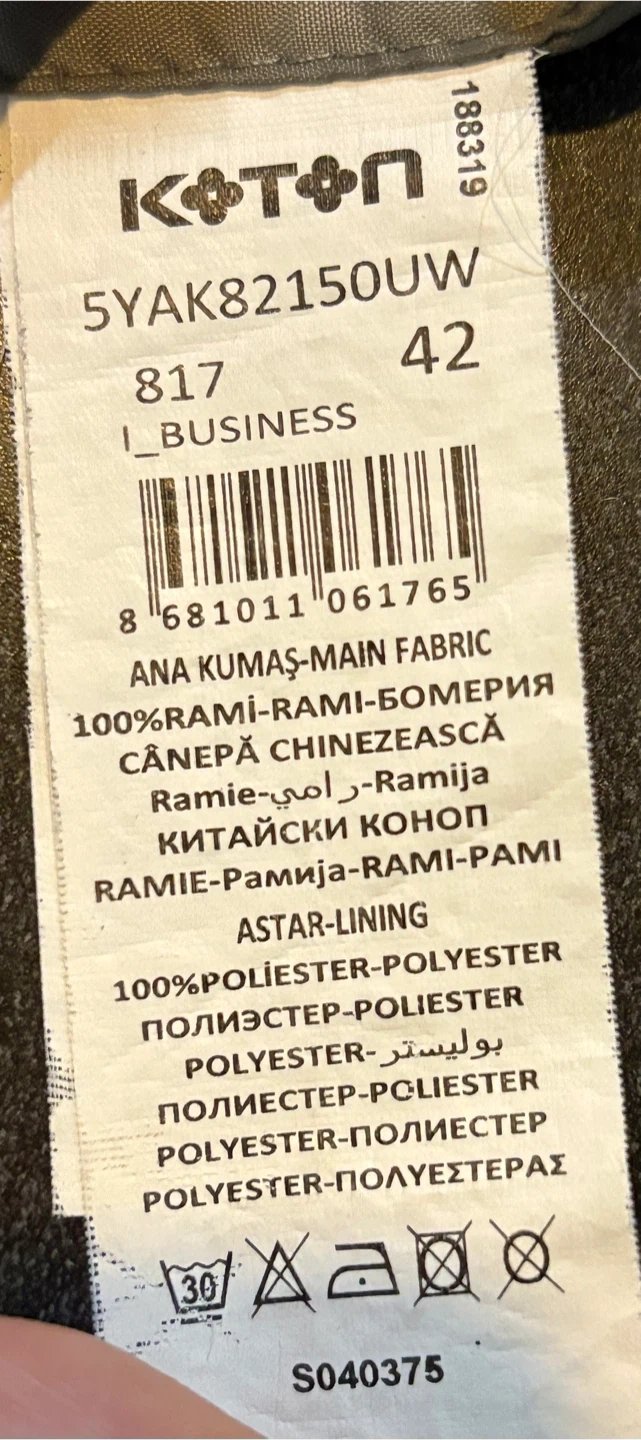 188319
KOTON
5YAK82150UW
817 42
I_BUSINESS
8 681011 061765
ANA KUMAŞ-MAIN FABRIC
100%RAMİ-RAMI-БОМЕРИЯ
CÂNEPĂ CHINEZEASCĂ
Ramie-رامي-Ramija
КИТАЙСКИ КОНОП
RAMIE-Рамија-RAMI-ΡΑΜΙ
ASTAR-LINING
100%POLİESTER-POLYESTER
ПОЛИЭСТЕР-POLIESTER
POLYESTER-بوليستر
ПОЛИЕСТЕР-POLIESTER
POLYESTER-ПОЛИЕСТЕР
POLYESTER-ΠΟΛΥΕΣΤΕΡΑΣ
30
S040375